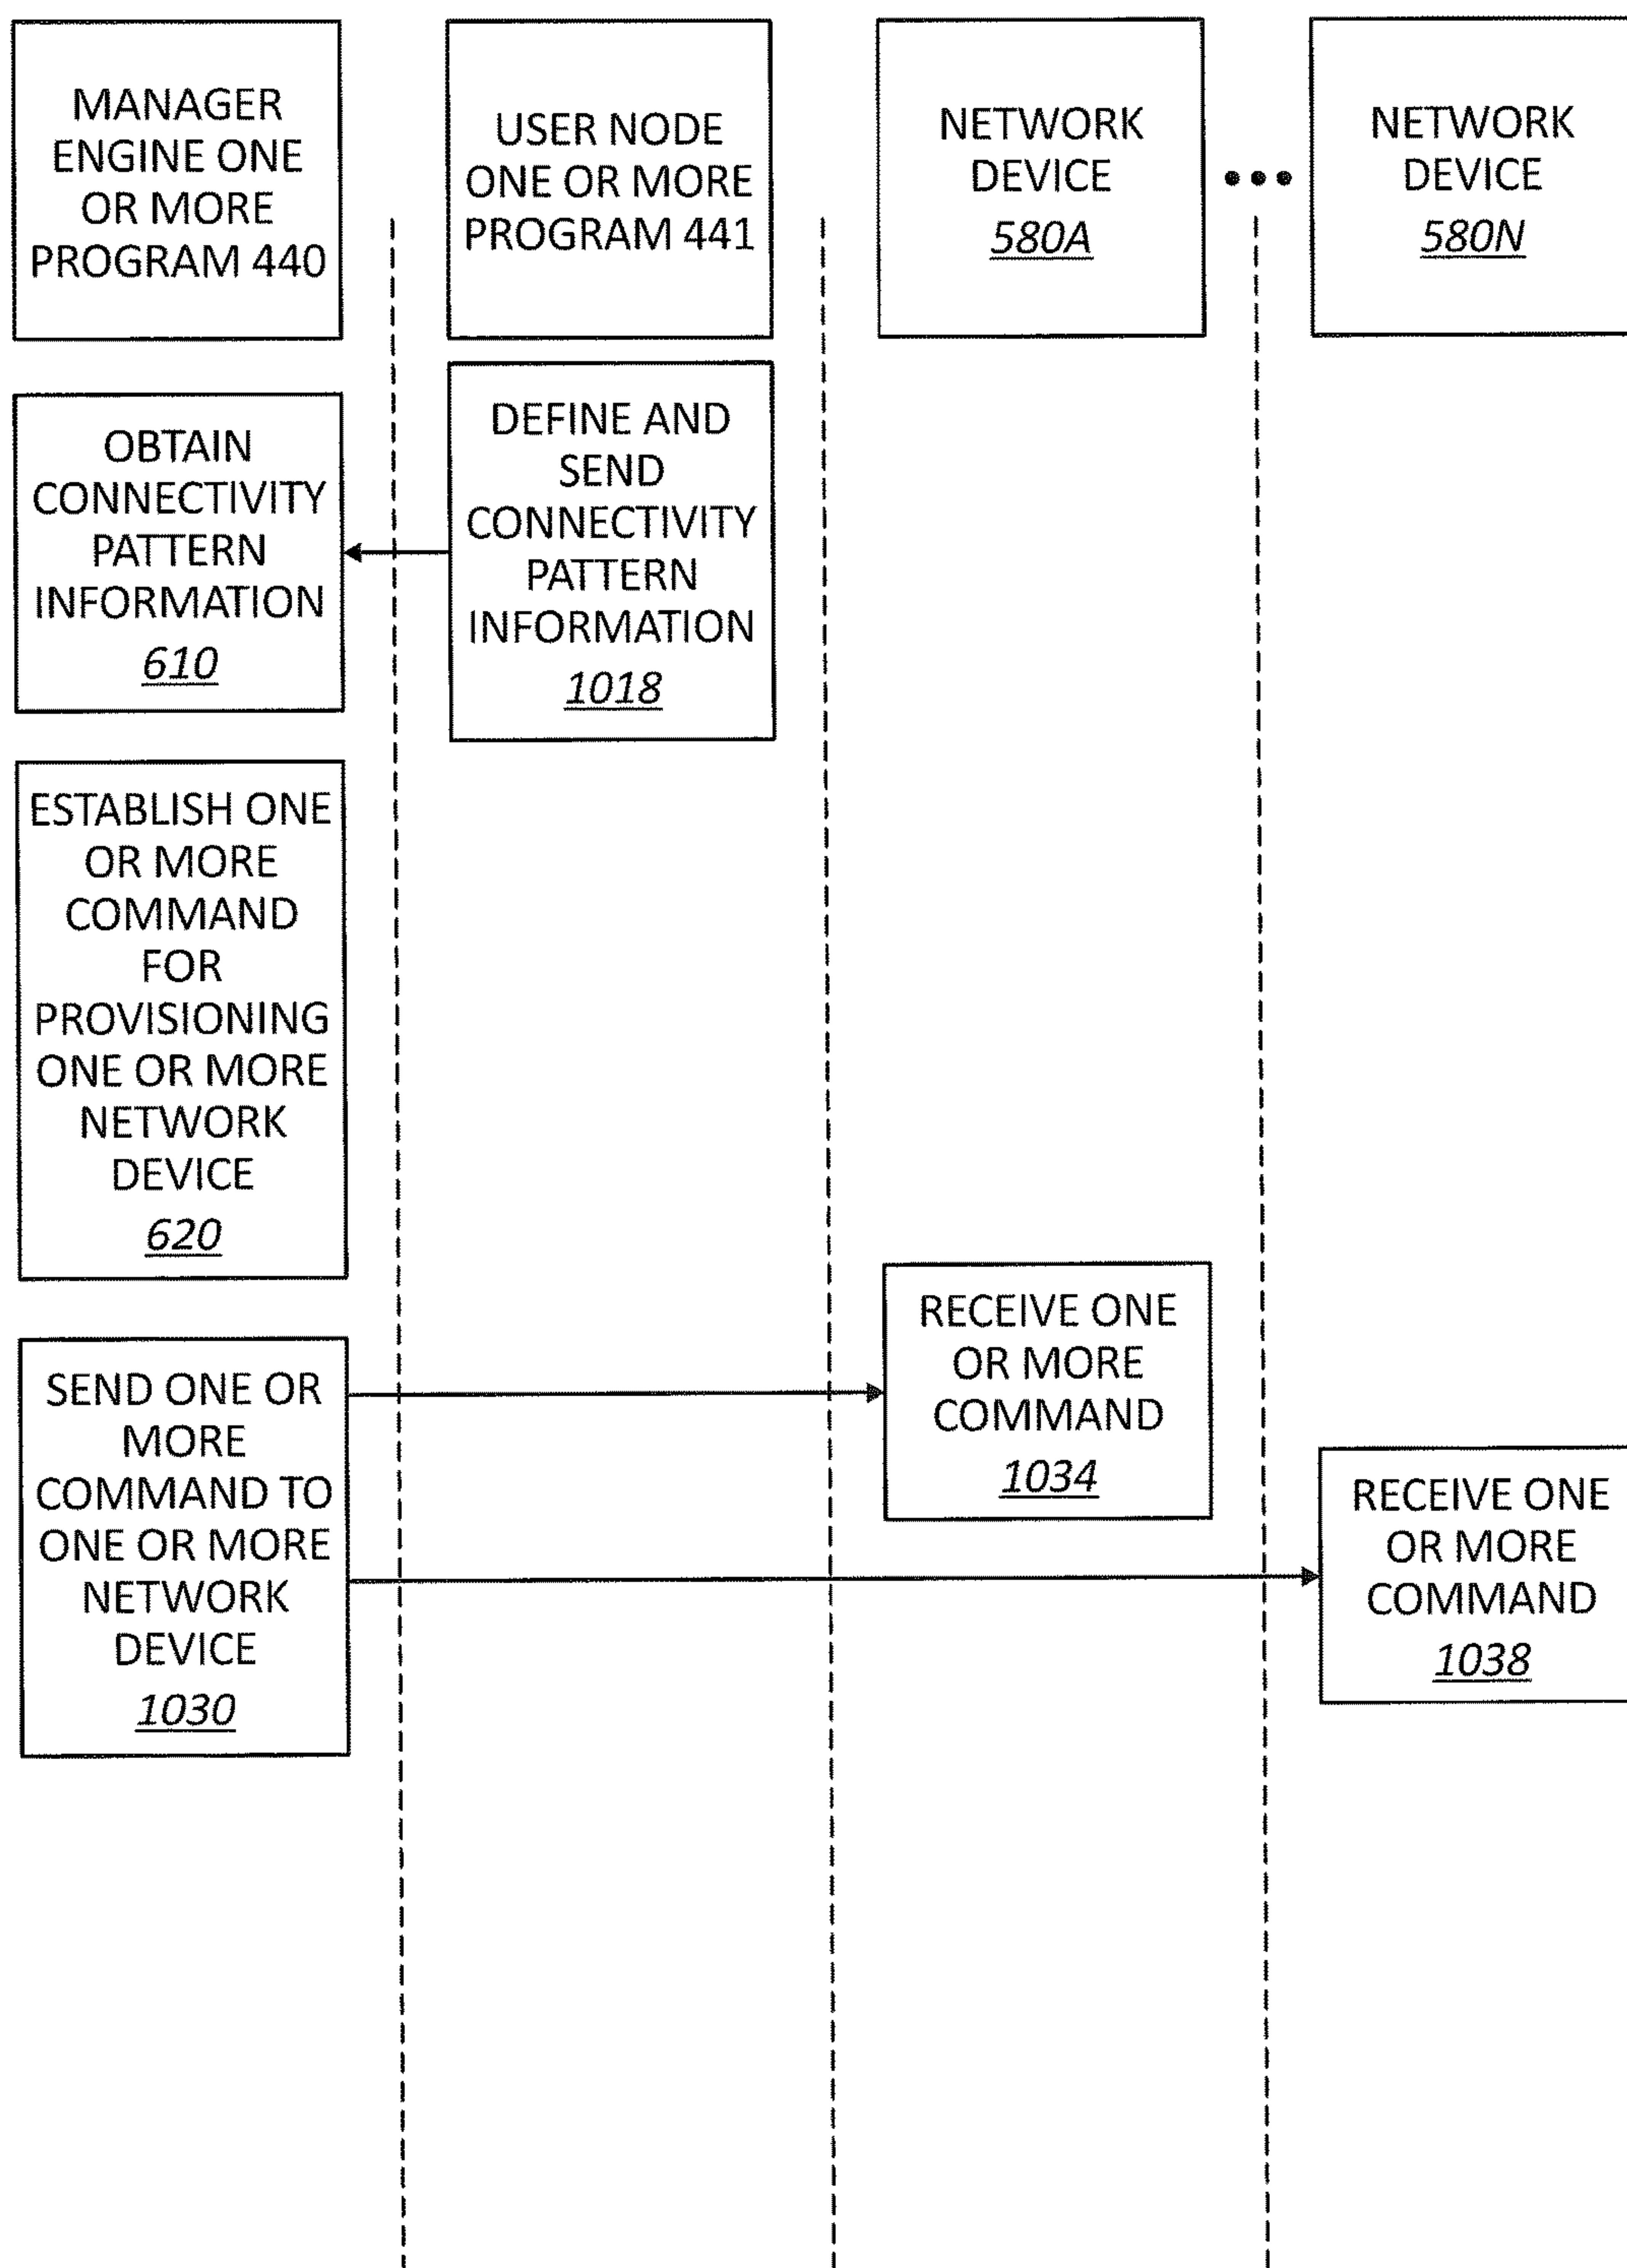 MANAGER
ENGINE ONE
OR MORE
PROGRAM 440
USER NODE
ONE OR MORE
PROGRAM 441
NETWORK
DEVICE
580A
•••
NETWORK
DEVICE
580N
OBTAIN
CONNECTIVITY
PATTERN
INFORMATION
610
DEFINE AND
SEND
CONNECTIVITY
PATTERN
INFORMATION
1018
ESTABLISH ONE
OR MORE
COMMAND
FOR
PROVISIONING
ONE OR MORE
NETWORK
DEVICE
620
SEND ONE OR
MORE
COMMAND TO
ONE OR MORE
NETWORK
DEVICE
1030
RECEIVE ONE
OR MORE
COMMAND
1034
RECEIVE ONE
OR MORE
COMMAND
1038